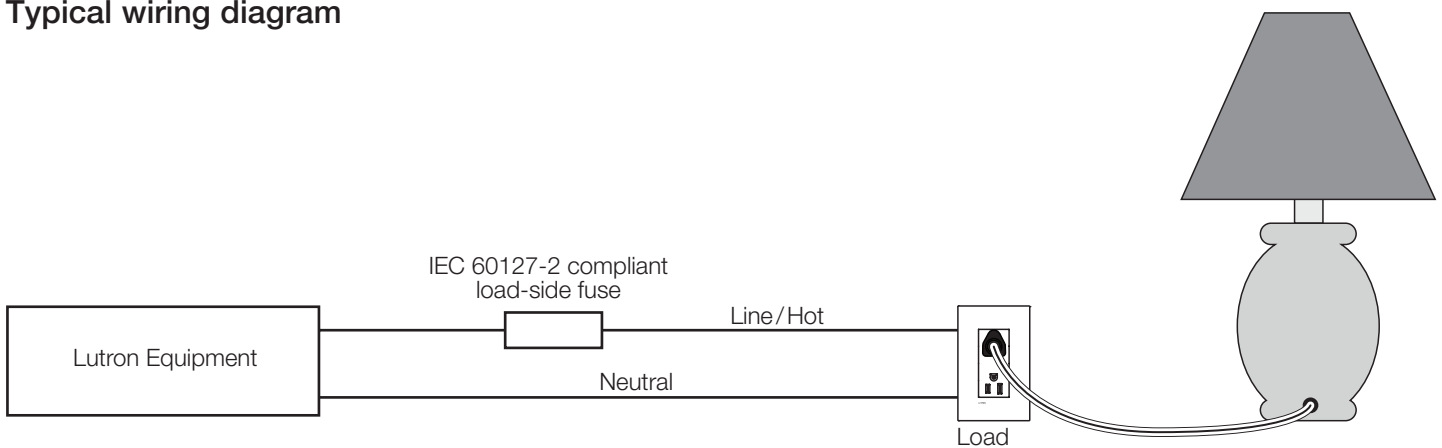 Typical wiring diagram
IEC 60127-2 compliant
load-side fuse
Line/Hot
Lutron Equipment
Neutral
Load